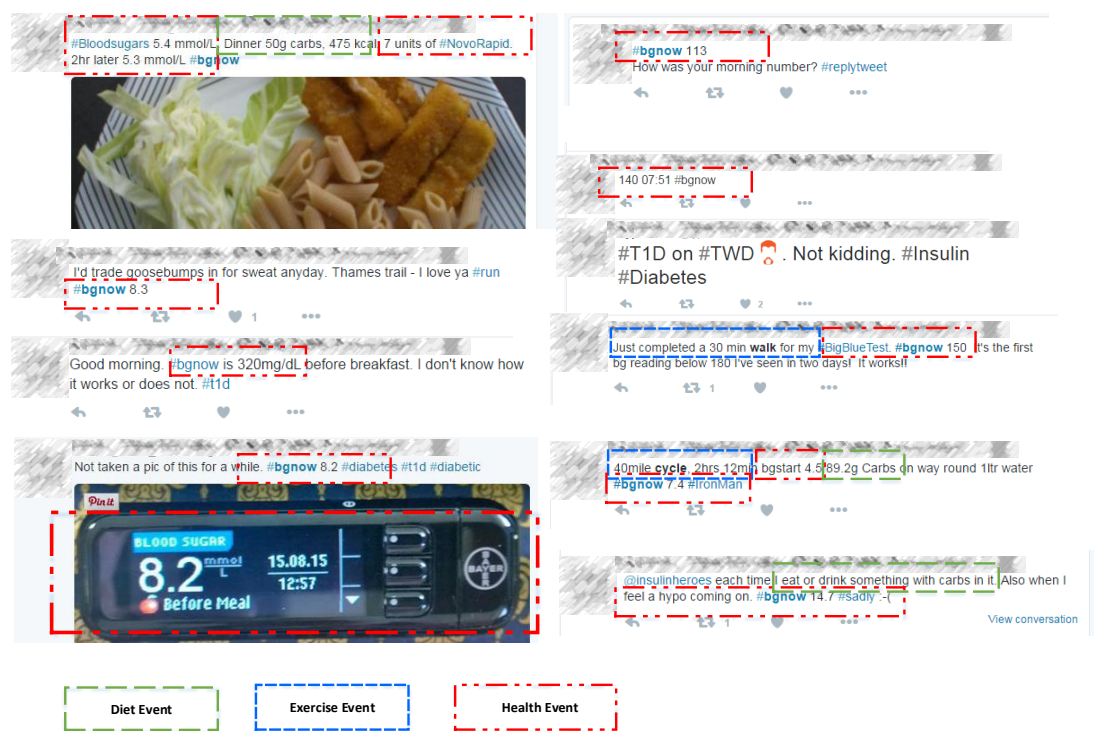 #Bloodsugars 5.4 mmol/L. Dinner 50g carbs, 475 kcal, 7 units of #NovoRapid.
2hr later 5.3 mmol/L #bgnow
I'd trade goosebumps in for sweat anyday. Thames trail - I love ya #run
#bgnow 8.3
1
Good morning. #bgnow is 320mg/dL before breakfast. I don't know how
it works or does not. #t1d
Not taken a pic of this for a while. #bgnow 8.2 #diabetes #t1d #diabetic
Pin it
BLOOD SUGAR
8.2 mmol/L
15.08.15
12:57
Before Meal
BAYER
BAYER
#bgnow 113
How was your morning number? #replytweet
140 07:51 #bgnow
#T1D on #TWD . Not kidding. #Insulin
#Diabetes
2
Just completed a 30 min walk for my #BigBlueTest. #bgnow 150 It's the first
bg reading below 180 I've seen in two days! It works!!
1
40mile cycle, 2hrs 12min bgstart 4.5 89.2g Carbs on way round 1ltr water
#bgnow 7.4 #IronMan
@insulinheroes each time I eat or drink something with carbs in it. Also when I
feel a hypo coming on. #bgnow 14.7 #sadly :-(
1
View conversation
Diet Event
Exercise Event
Health Event